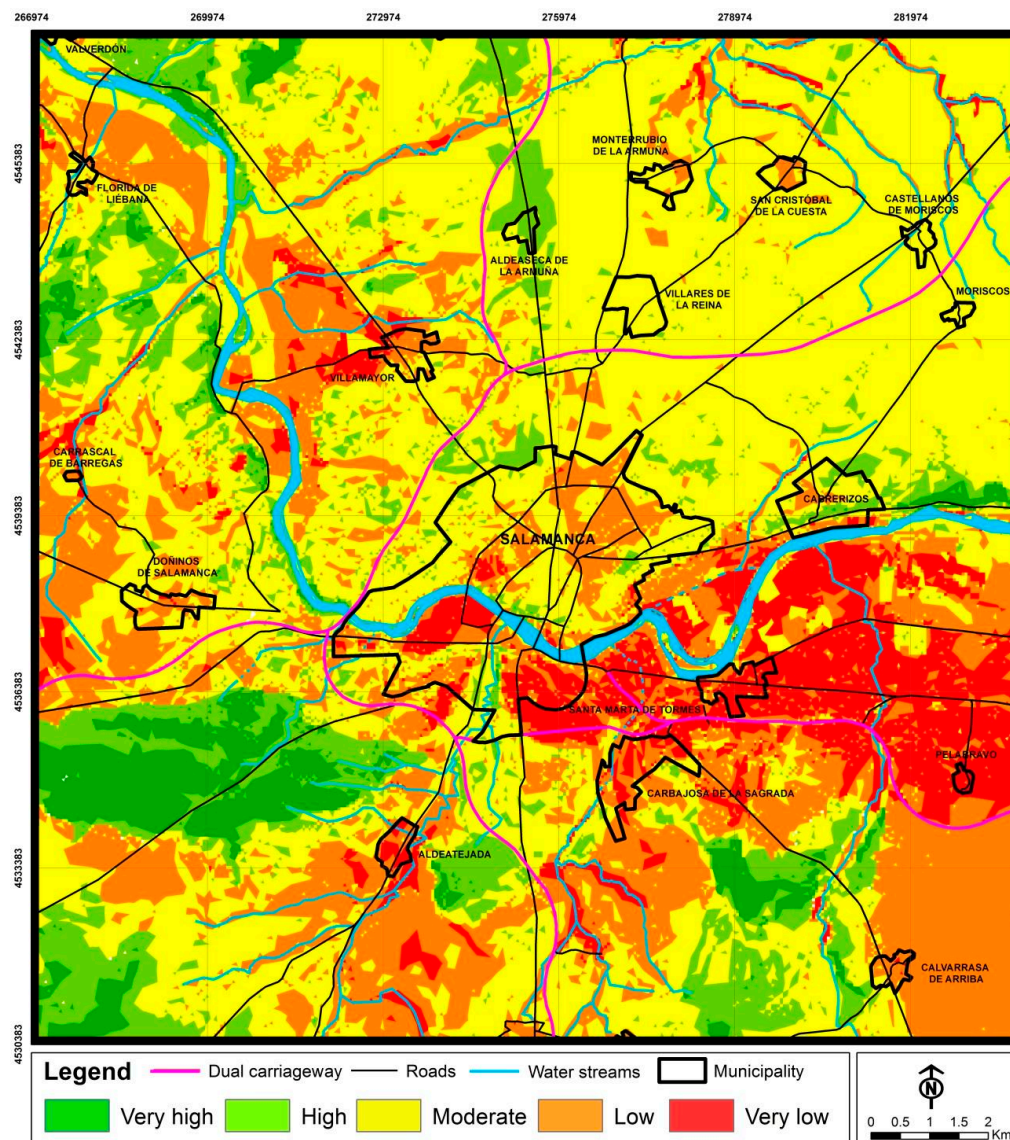 266974 269974 272974 275974 278974 281974
VALVERDÓN
4545383
MONTERRUBIO
DE LA ARMUÑA
FLORIDA DE
LIÉBANA
SAN CRISTÓBAL
DE LA CUESTA
CASTELLANOS
DE MORISCOS
ALDEASECA DE
LA ARMUÑA
VILLARES DE
LA REINA
MORISCOS
4542383
VILLAMAYOR
CARRASCAL
DE BARREGAS
CABRERIZOS
4539383
SALAMANCA
DOÑINOS
DE SALAMANCA
4536383
SANTA MARTA DE TORMES
PELABRAVO
CARBAJOSA DE LA SAGRADA
ALDEATEJADA
4533383
CALVARRASA
DE ARRIBA
4530383
Legend Dual carriageway Roads Water streams Municipality
Very high High Moderate Low Very low
N
0 0.5 1 1.5 2
Km